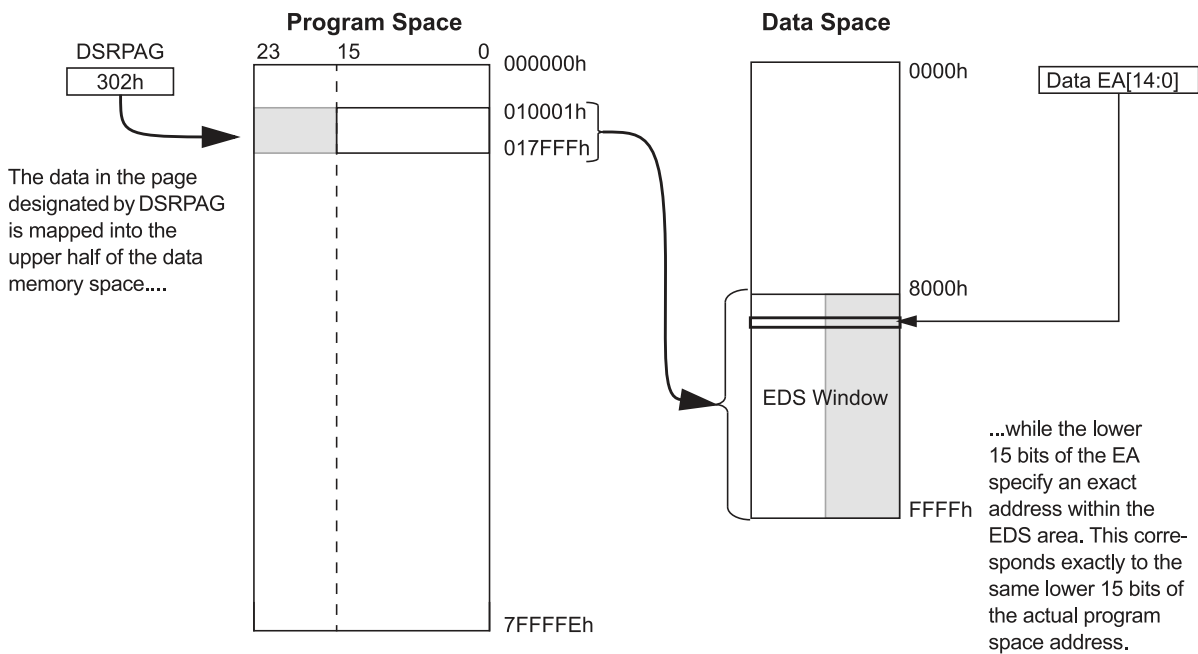 Program Space
Data Space
DSRPAG
302h
23
15
0
000000h
010001h
017FFFh
The data in the page
designated by DSRPAG
is mapped into the
upper half of the data
memory space....
7FFFFEh
0000h
Data EA[14:0]
8000h
EDS Window
FFFFh
...while the lower
15 bits of the EA
specify an exact
address within the
EDS area. This corre-
sponds exactly to the
same lower 15 bits of
the actual program
space address.